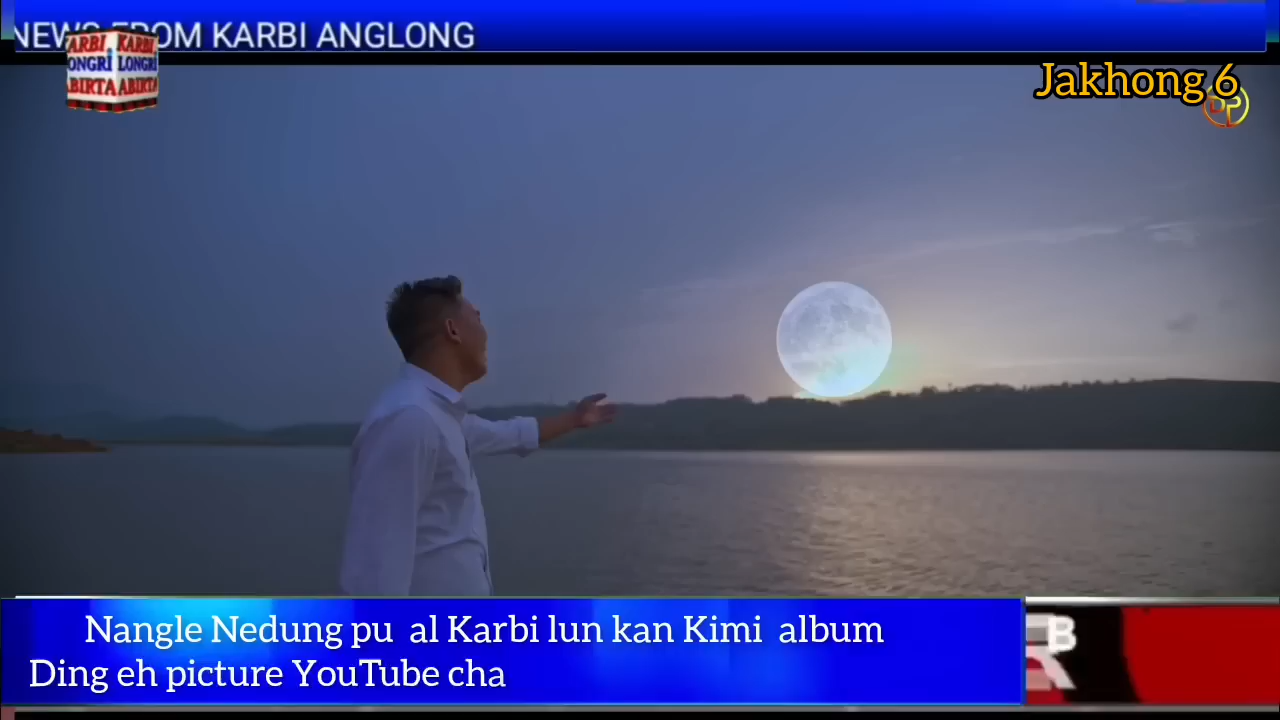 NEWS FROM KARBI ANGLONG
KARBI KARBI
LONGRI LONGRI
ABIRTA ABIRTA
Jakhong 6
DPL
Nangle Nedung pu al Karbi lun kan Kimi album
Ding eh picture YouTube cha
B
R